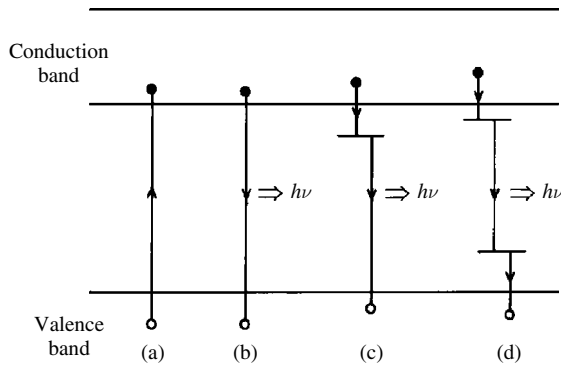 Conduction
band
⇒ hν
⇒ hν
⇒ hν
Valence
band
(a)
(b)
(c)
(d)